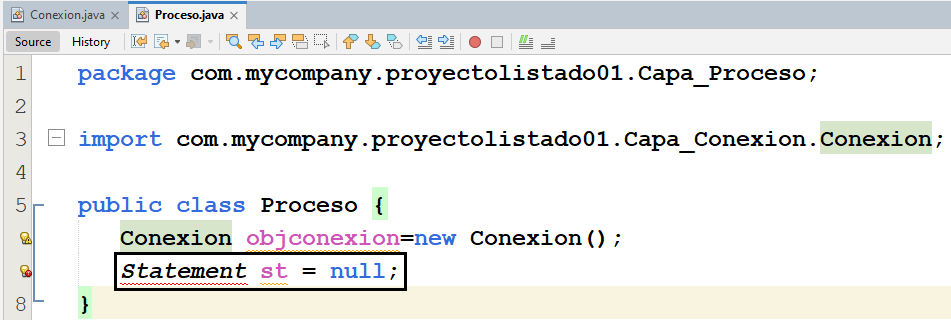 Conexion.java Proceso.java
Source History
1 package com.mycompany.proyectolistado01.Capa_Proceso;
2
3 import com.mycompany.proyectolistado01.Capa_Conexion.Conexion;
4
5 public class Proceso {
Conexion objconexion=new Conexion();
Statement st = null;
8 }